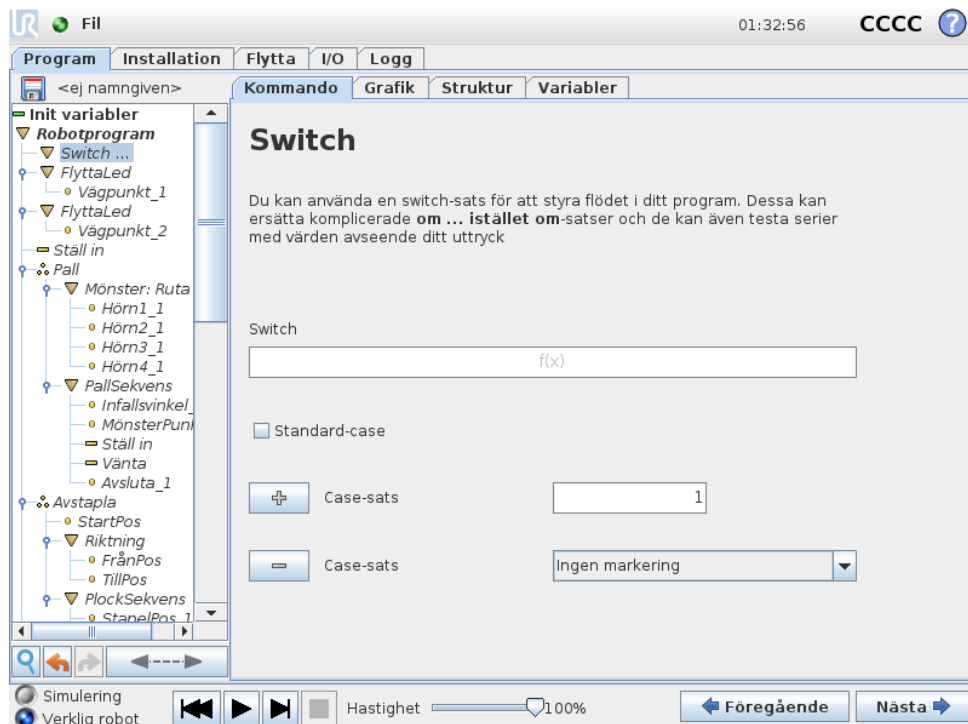 UR Fil 01:32:56 CCCC ?
Program Installation Flytta I/O Logg
<ej namngiven>
Kommando Grafik Struktur Variabler
Init variabler
Robotprogram
Switch ...
FlyttaLed
Vägpunkt_1
FlyttaLed
Vägpunkt_2
Ställ in
Pall
Mönster: Ruta
Hörn1_1
Hörn2_1
Hörn3_1
Hörn4_1
PallSekvens
Infallsvinkel_
MönsterPunl
Ställ in
Vänta
Avsluta_1
Avstapla
StartPos
Riktning
FrånPos
TillPos
PlockSekvens
StapelPos_1
Switch
Du kan använda en switch-sats för att styra flödet i ditt program. Dessa kan
ersätta komplicerade om ... istället om-satser och de kan även testa serier
med värden avseende ditt uttryck
Switch
f(x)
Standard-case
Case-sats 1
Case-sats Ingen markering
Simulering
Verklig robot
Hastighet 100%
Föregående Nästa